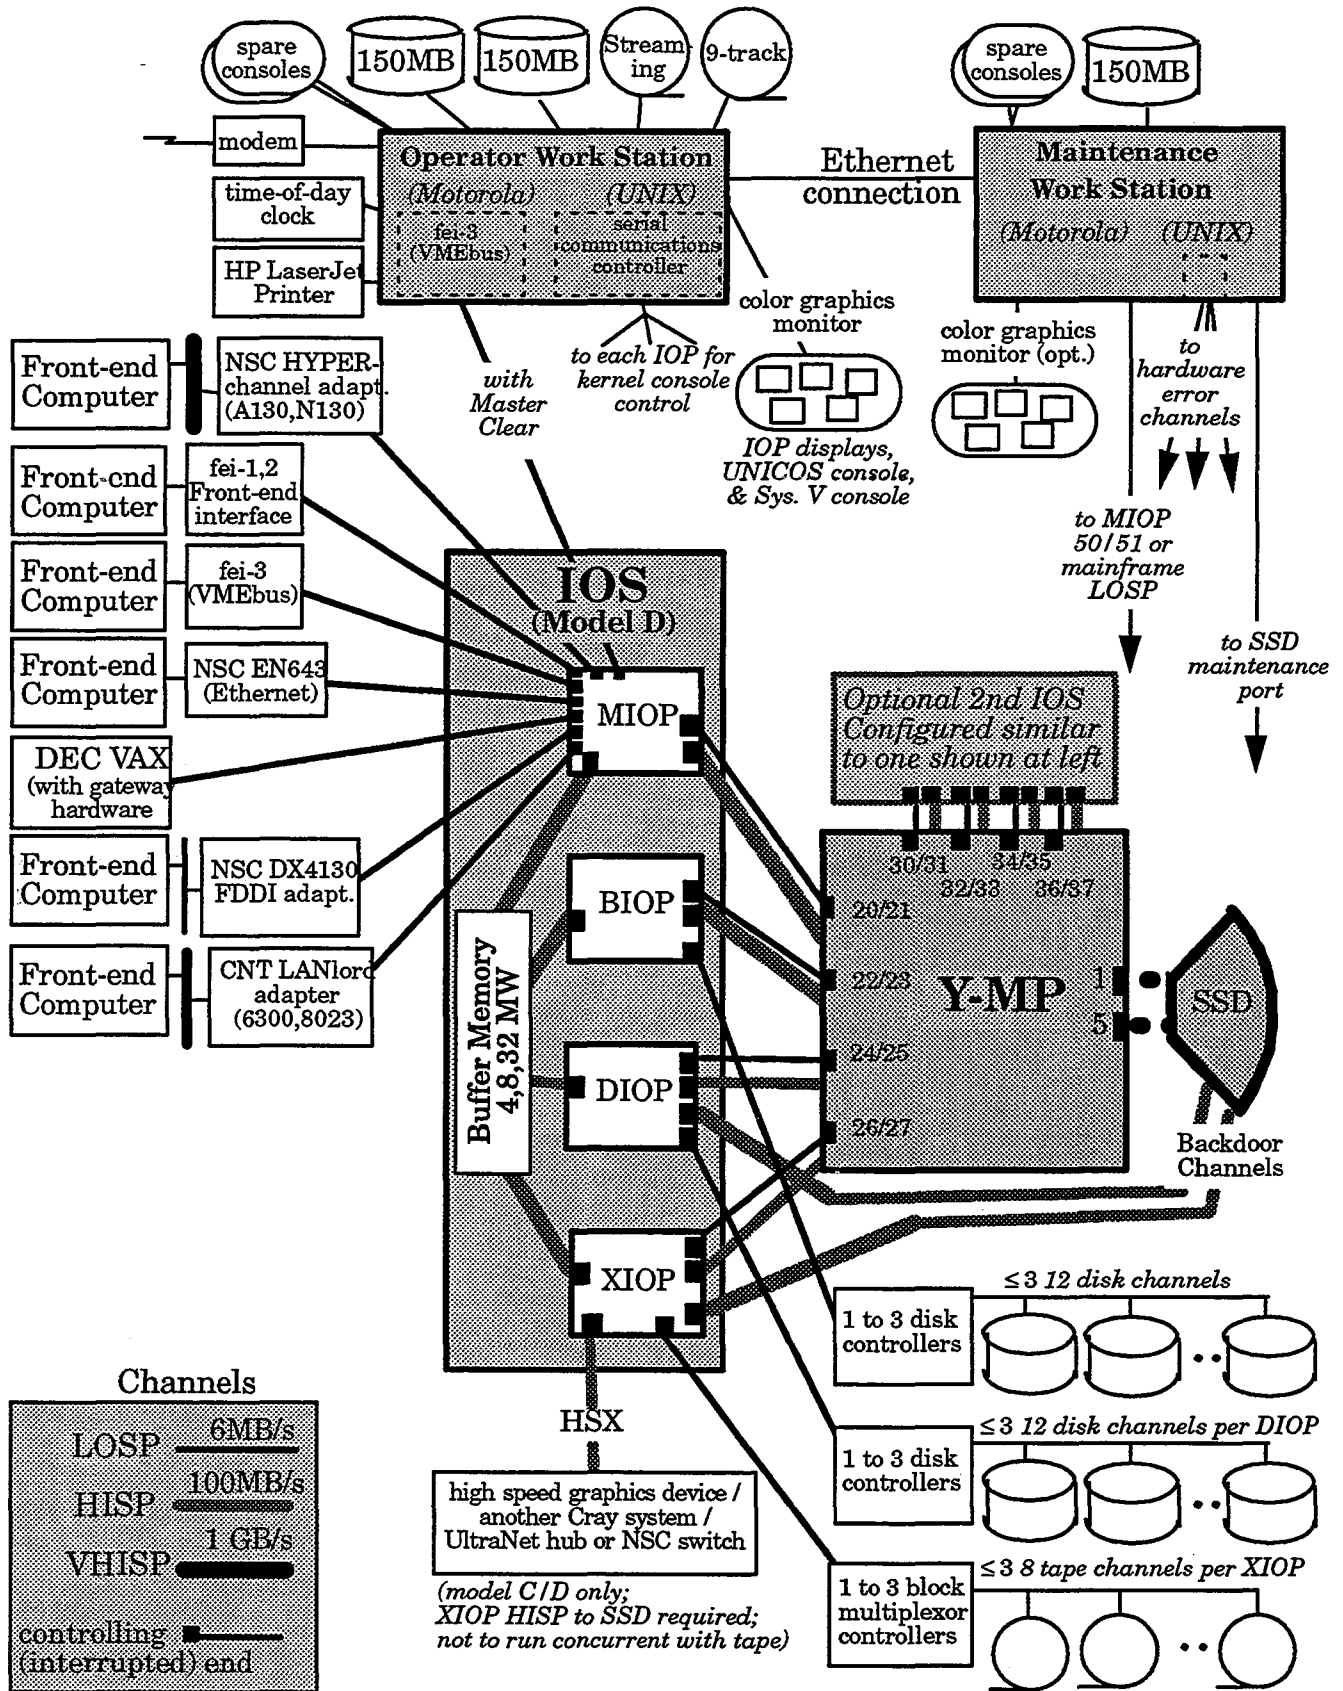 spare
consoles
150MB
150MB
Stream-
ing
9-track
spare
consoles
150MB
modem
time-of-day
clock
HP LaserJet
Printer
Operator Work Station
(Motorola)
(UNIX)
fei-3
(VMEbus)
serial
communications
controller
Ethernet
connection
Maintenance
Work Station
(Motorola)
(UNIX)
with
Master
Clear
to each IOP for
kernel console
control
color graphics
monitor
IOP displays,
UNICOS console,
& Sys. V console
color graphics
monitor (opt.)
to
hardware
error
channels
to MIOP
50/51 or
mainframe
LOSP
to SSD
maintenance
port
Front-end
Computer
NSC HYPER-
channel adapt.
(A130,N130)
Front-end
Computer
fei-1,2
Front-end
interface
Front-end
Computer
fei-3
(VMEbus)
Front-end
Computer
NSC EN643
(Ethernet)
DEC VAX
(with gateway
hardware
Front-end
Computer
NSC DX4130
FDDI adapt.
Front-end
Computer
CNT LANlord
adapter
(6300,8023)
IOS
(Model D)
MIOP
BIOP
DIOP
XIOP
Buffer Memory
4,8,32 MW
Optional 2nd IOS
Configured similar
to one shown at left
30/31
34/35
32/33
36/37
20/21
22/23
24/25
26/27
Y-MP
1
5
SSD
Backdoor
Channels
HSX
high speed graphics device /
another Cray system /
UltraNet hub or NSC switch
(model C/D only;
XIOP HISP to SSD required;
not to run concurrent with tape)
1 to 3 disk
controllers
≤3 12 disk channels
1 to 3 disk
controllers
≤3 12 disk channels per DIOP
1 to 3 block
multiplexor
controllers
≤3 8 tape channels per XIOP
Channels
LOSP 6MB/s
HISP 100MB/s
VHISP 1 GB/s
controlling
(interrupted) end